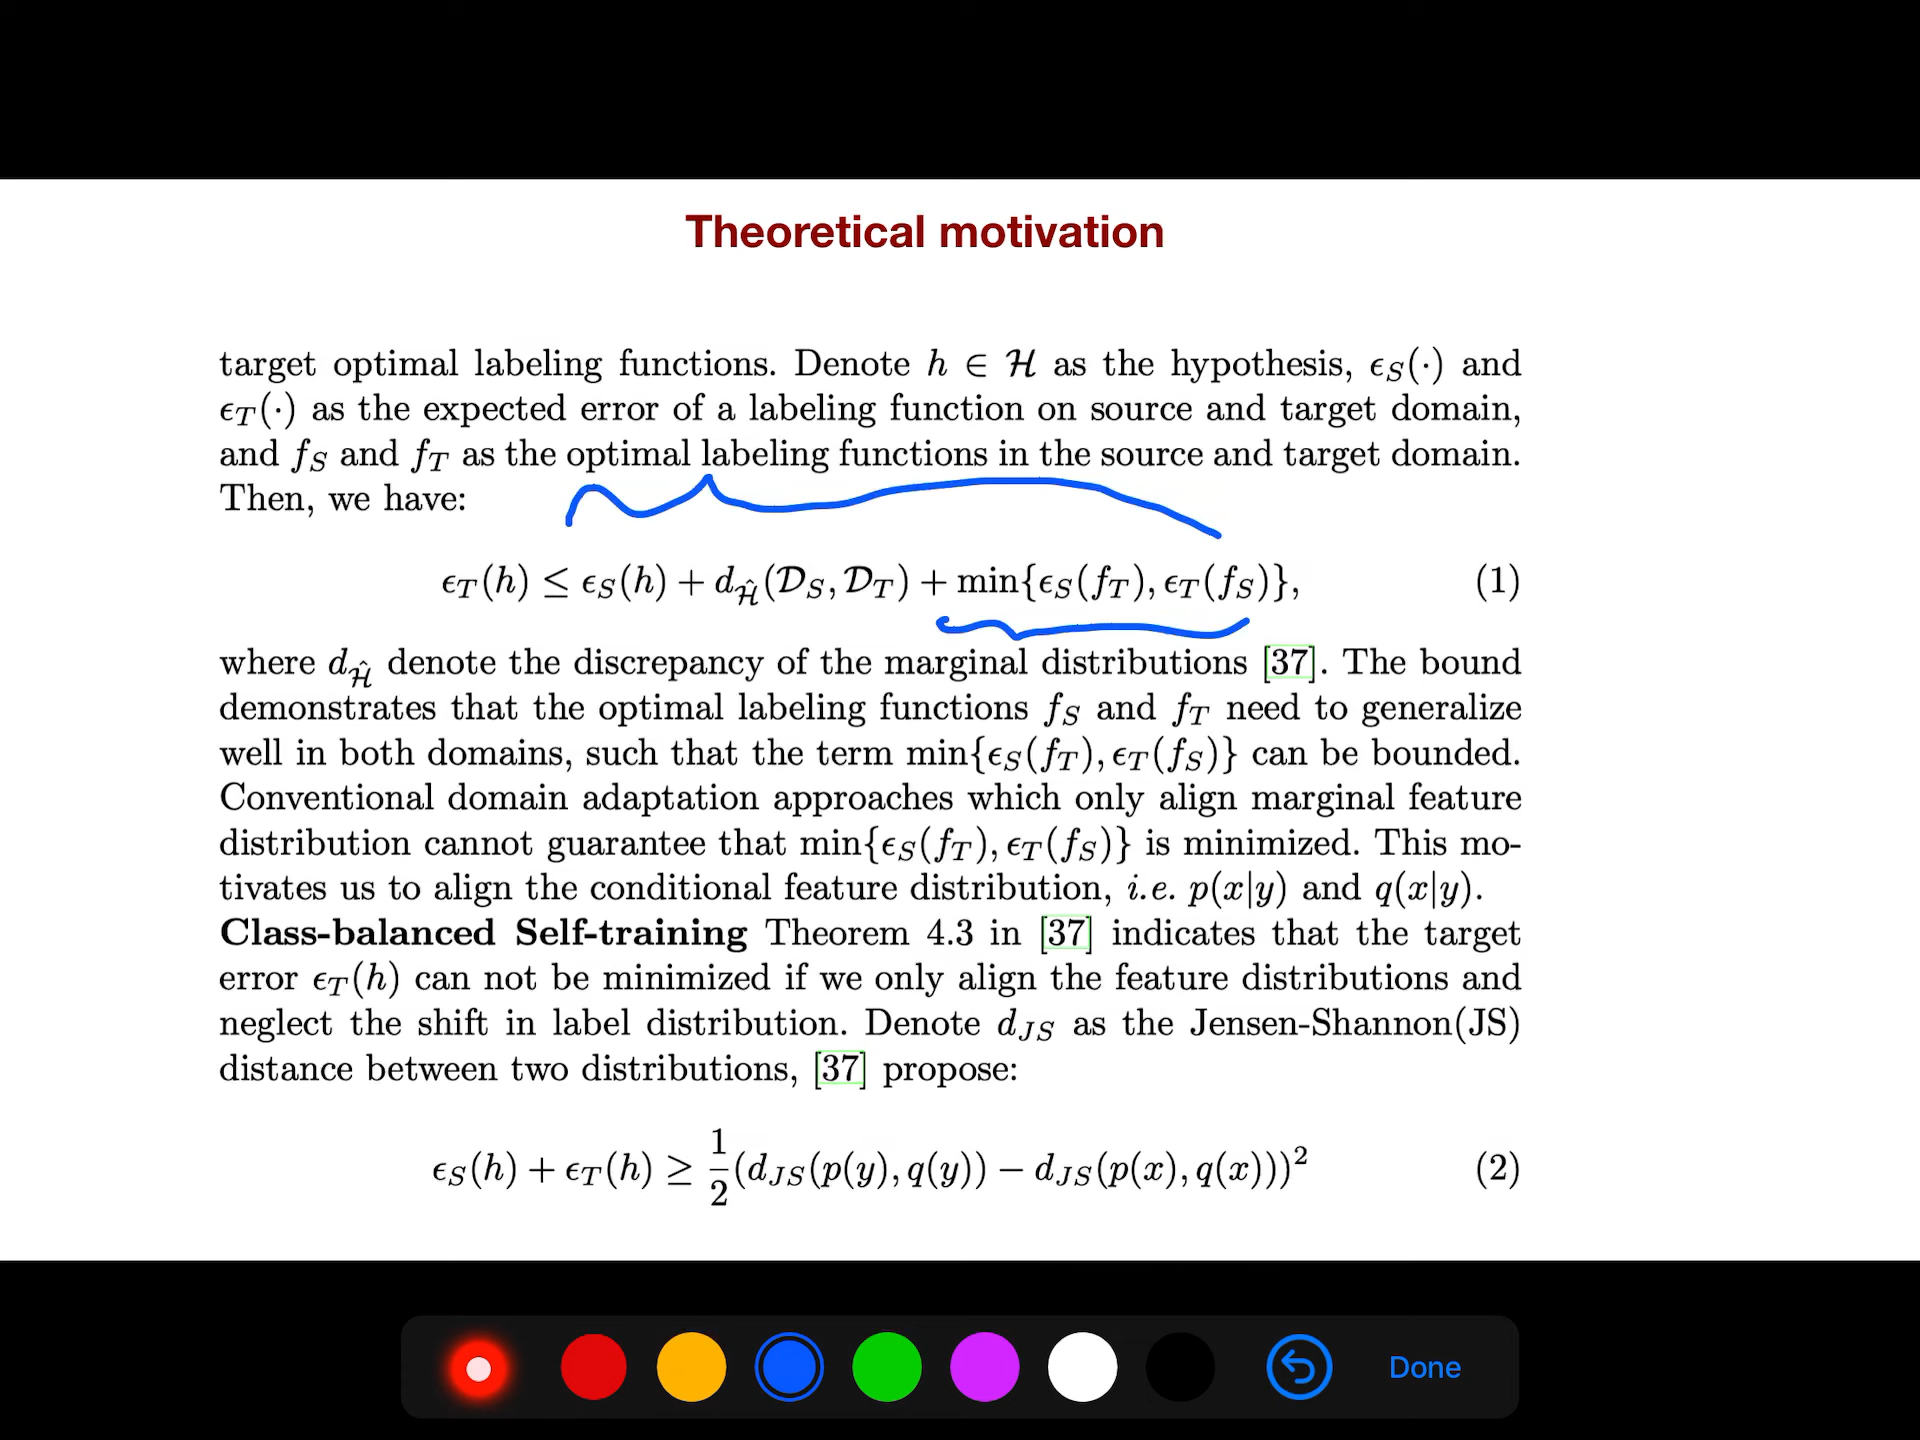 Theoretical motivation
target optimal labeling functions. Denote h ∈ ℋ as the hypothesis, ϵ_S(·) and
ϵ_T(·) as the expected error of a labeling function on source and target domain,
and f_S and f_T as the optimal labeling functions in the source and target domain.
Then, we have:
ϵ_T(h) ≤ ϵ_S(h) + d_Ĥ(𝒟_S, 𝒟_T) + min{ϵ_S(f_T), ϵ_T(f_S)}, (1)
where d_Ĥ denote the discrepancy of the marginal distributions [37]. The bound
demonstrates that the optimal labeling functions f_S and f_T need to generalize
well in both domains, such that the term min{ϵ_S(f_T), ϵ_T(f_S)} can be bounded.
Conventional domain adaptation approaches which only align marginal feature
distribution cannot guarantee that min{ϵ_S(f_T), ϵ_T(f_S)} is minimized. This mo-
tivates us to align the conditional feature distribution, i.e. p(x|y) and q(x|y).
Class-balanced Self-training Theorem 4.3 in [37] indicates that the target
error ϵ_T(h) can not be minimized if we only align the feature distributions and
neglect the shift in label distribution. Denote d_JS as the Jensen-Shannon(JS)
distance between two distributions, [37] propose:
ϵ_S(h) + ϵ_T(h) ≥ 1/2 (d_JS(p(y), q(y)) − d_JS(p(x), q(x)))² (2)
Done